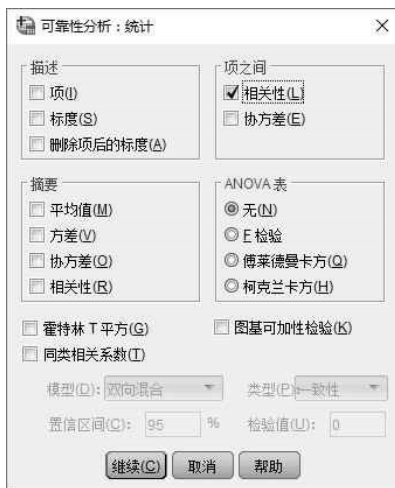 可靠性分析：统计
描述
项(I)
标度(S)
删除项后的标度(A)
项之间
相关性(L)
协方差(E)
摘要
平均值(M)
方差(V)
协方差(O)
相关性(R)
ANOVA 表
无(N)
F 检验
傅莱德曼卡方(Q)
柯克兰卡方(H)
霍特林 T 平方(G)
图基可加性检验(K)
同类相关系数(T)
模型(D): 双向混合
类型(P): 一致性
置信区间(C): 95 %
检验值(U): 0
继续(C) 取消 帮助